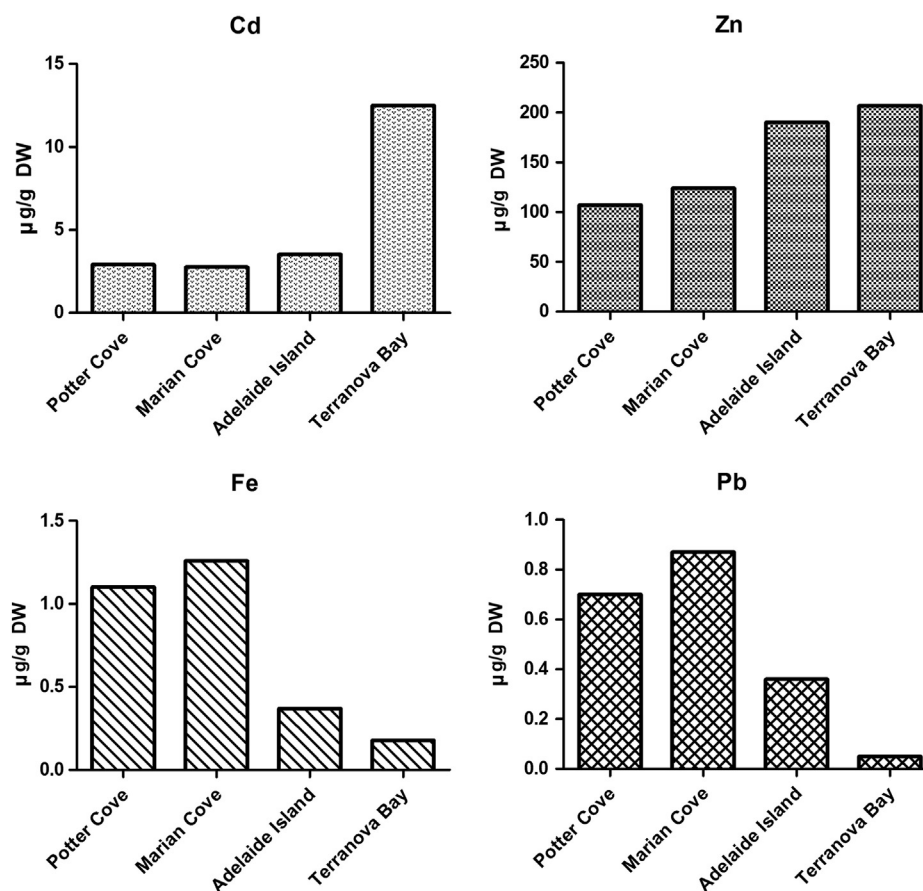 Cd
µg/g DW
15
10
5
0
Potter Cove
Marian Cove
Adelaide Island
Terranova Bay
Zn
µg/g DW
250
200
150
100
50
0
Potter Cove
Marian Cove
Adelaide Island
Terranova Bay
Fe
µg/g DW
1.5
1.0
0.5
0.0
Potter Cove
Marian Cove
Adelaide Island
Terranova Bay
Pb
µg/g DW
1.0
0.8
0.6
0.4
0.2
0.0
Potter Cove
Marian Cove
Adelaide Island
Terranova Bay